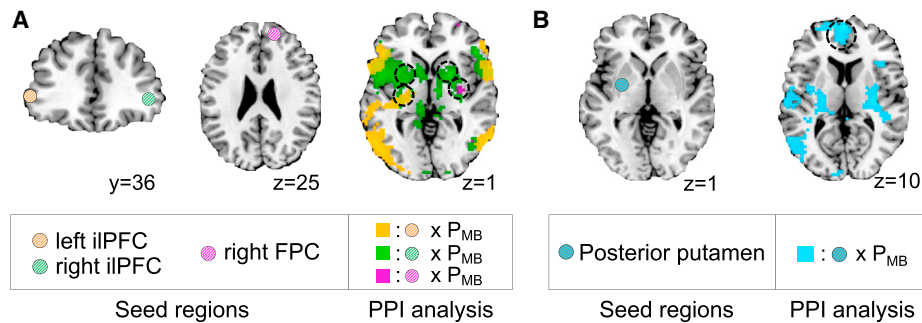 A
B
y=36
z=25
z=1
z=1
z=10
left ilPFC
right ilPFC
right FPC
: x P_MB
: x P_MB
: x P_MB
Posterior putamen
: x P_MB
Seed regions
PPI analysis
Seed regions
PPI analysis